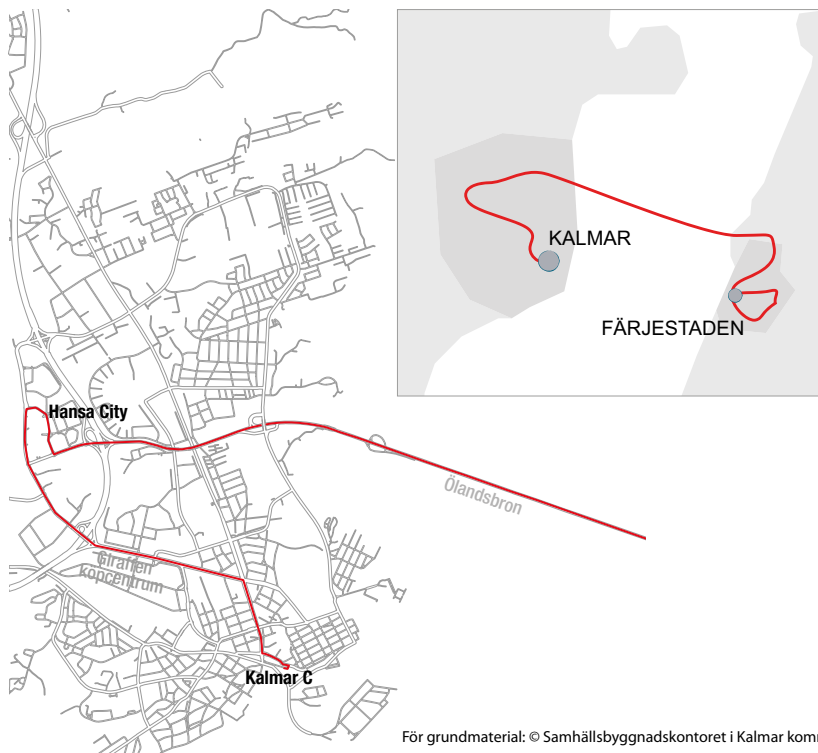 KALMAR
FÄRJESTADEN
Hansa City
Ölandsbron
Giraffen
köpcentrum
Kalmar C
För grundmaterial: © Samhällsbyggnadskontoret i Kalmar komm